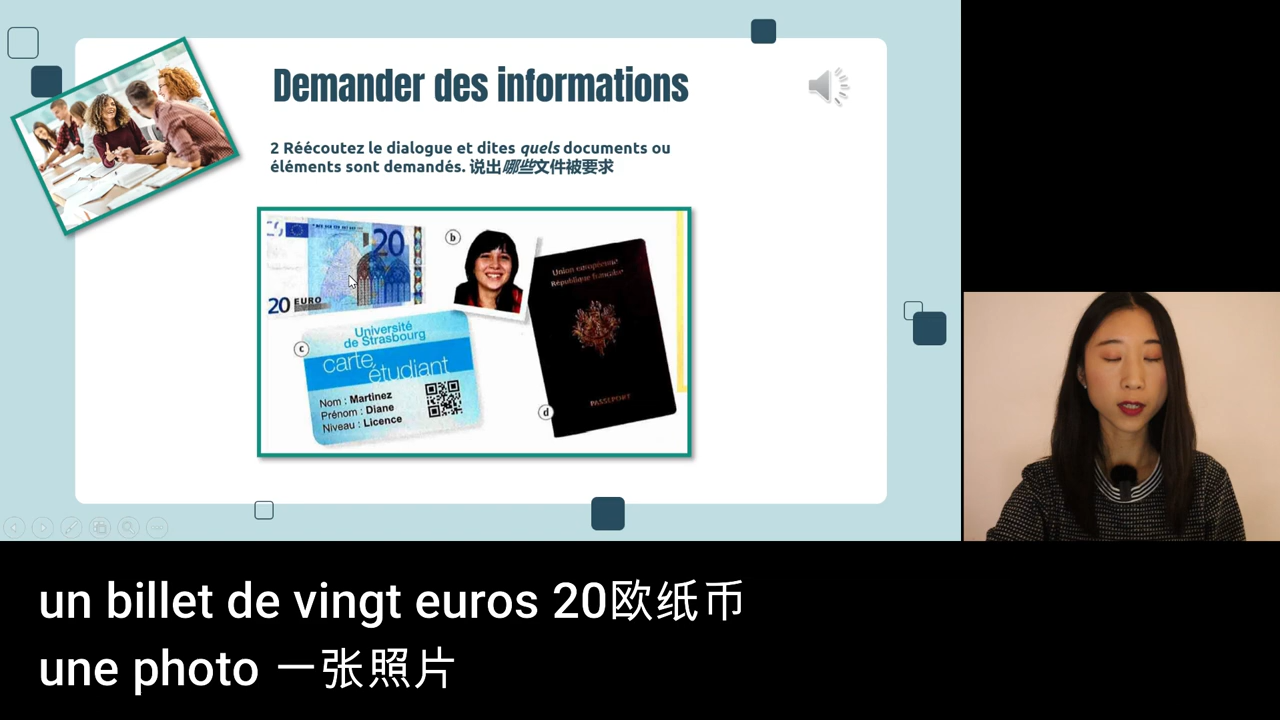 Demander des informations
2 Réécoutez le dialogue et dites quels documents ou
éléments sont demandés. 说出哪些文件被要求
20
20 EURO
b
Union européenne
République française
Université
de Strasbourg
c
carte
étudiant
Nom : Martinez
Prénom : Diane
Niveau : Licence
d
PASSEPORT
un billet de vingt euros 20欧纸币
une photo 一张照片